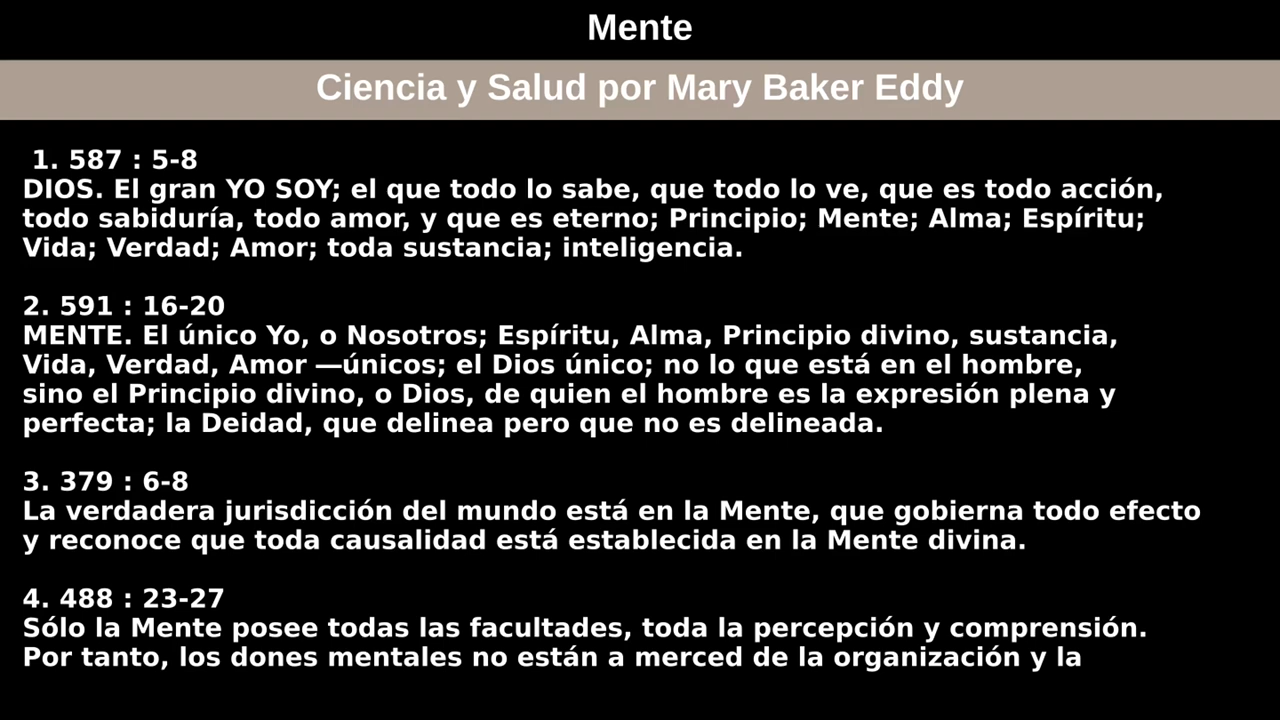 Mente
Ciencia y Salud por Mary Baker Eddy
1. 587 : 5-8
DIOS. El gran YO SOY; el que todo lo sabe, que todo lo ve, que es todo acción,
todo sabiduría, todo amor, y que es eterno; Principio; Mente; Alma; Espíritu;
Vida; Verdad; Amor; toda sustancia; inteligencia.
2. 591 : 16-20
MENTE. El único Yo, o Nosotros; Espíritu, Alma, Principio divino, sustancia,
Vida, Verdad, Amor —únicos; el Dios único; no lo que está en el hombre,
sino el Principio divino, o Dios, de quien el hombre es la expresión plena y
perfecta; la Deidad, que delinea pero que no es delineada.
3. 379 : 6-8
La verdadera jurisdicción del mundo está en la Mente, que gobierna todo efecto
y reconoce que toda causalidad está establecida en la Mente divina.
4. 488 : 23-27
Sólo la Mente posee todas las facultades, toda la percepción y comprensión.
Por tanto, los dones mentales no están a merced de la organización y la